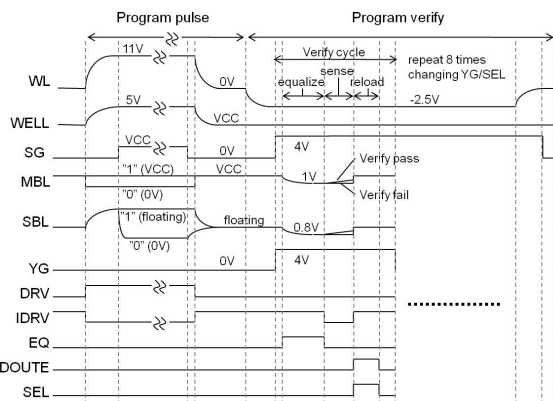 Program pulse
Program verify
11V
Verify cycle
repeat 8 times
changing YG/SEL
sense
equalize
reload
WL
0V
-2.5V
5V
WELL
VCC
VCC
SG
0V
4V
"1" (VCC)
VCC
Verify pass
MBL
1V
"0" (0V)
Verify fail
"1" (floating)
floating
SBL
0.8V
"0" (0V)
0V
4V
YG
DRV
IDRV
EQ
DOUTE
SEL